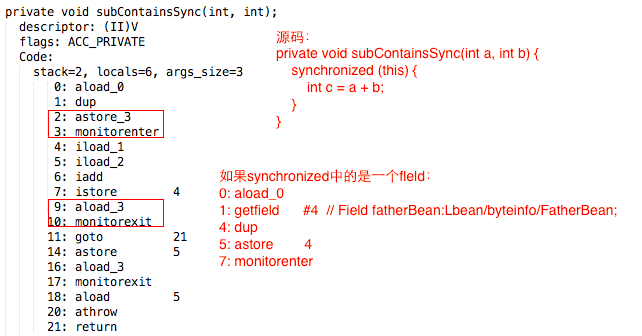 private void subContainsSync(int, int);
descriptor: (II)V
flags: ACC_PRIVATE
Code:
stack=2, locals=6, args_size=3
0: aload_0
1: dup
2: astore_3
3: monitorenter
4: iload_1
5: iload_2
6: iadd
7: istore 4
9: aload_3
10: monitorexit
11: goto 21
14: astore 5
16: aload_3
17: monitorexit
18: aload 5
20: athrow
21: return
源码：
private void subContainsSync(int a, int b) {
synchronized (this) {
int c = a + b;
}
}
如果synchronized中的是一个field：
0: aload_0
1: getfield #4 // Field fatherBean:Lbean/byteinfo/FatherBean;
4: dup
5: astore 4
7: monitorenter